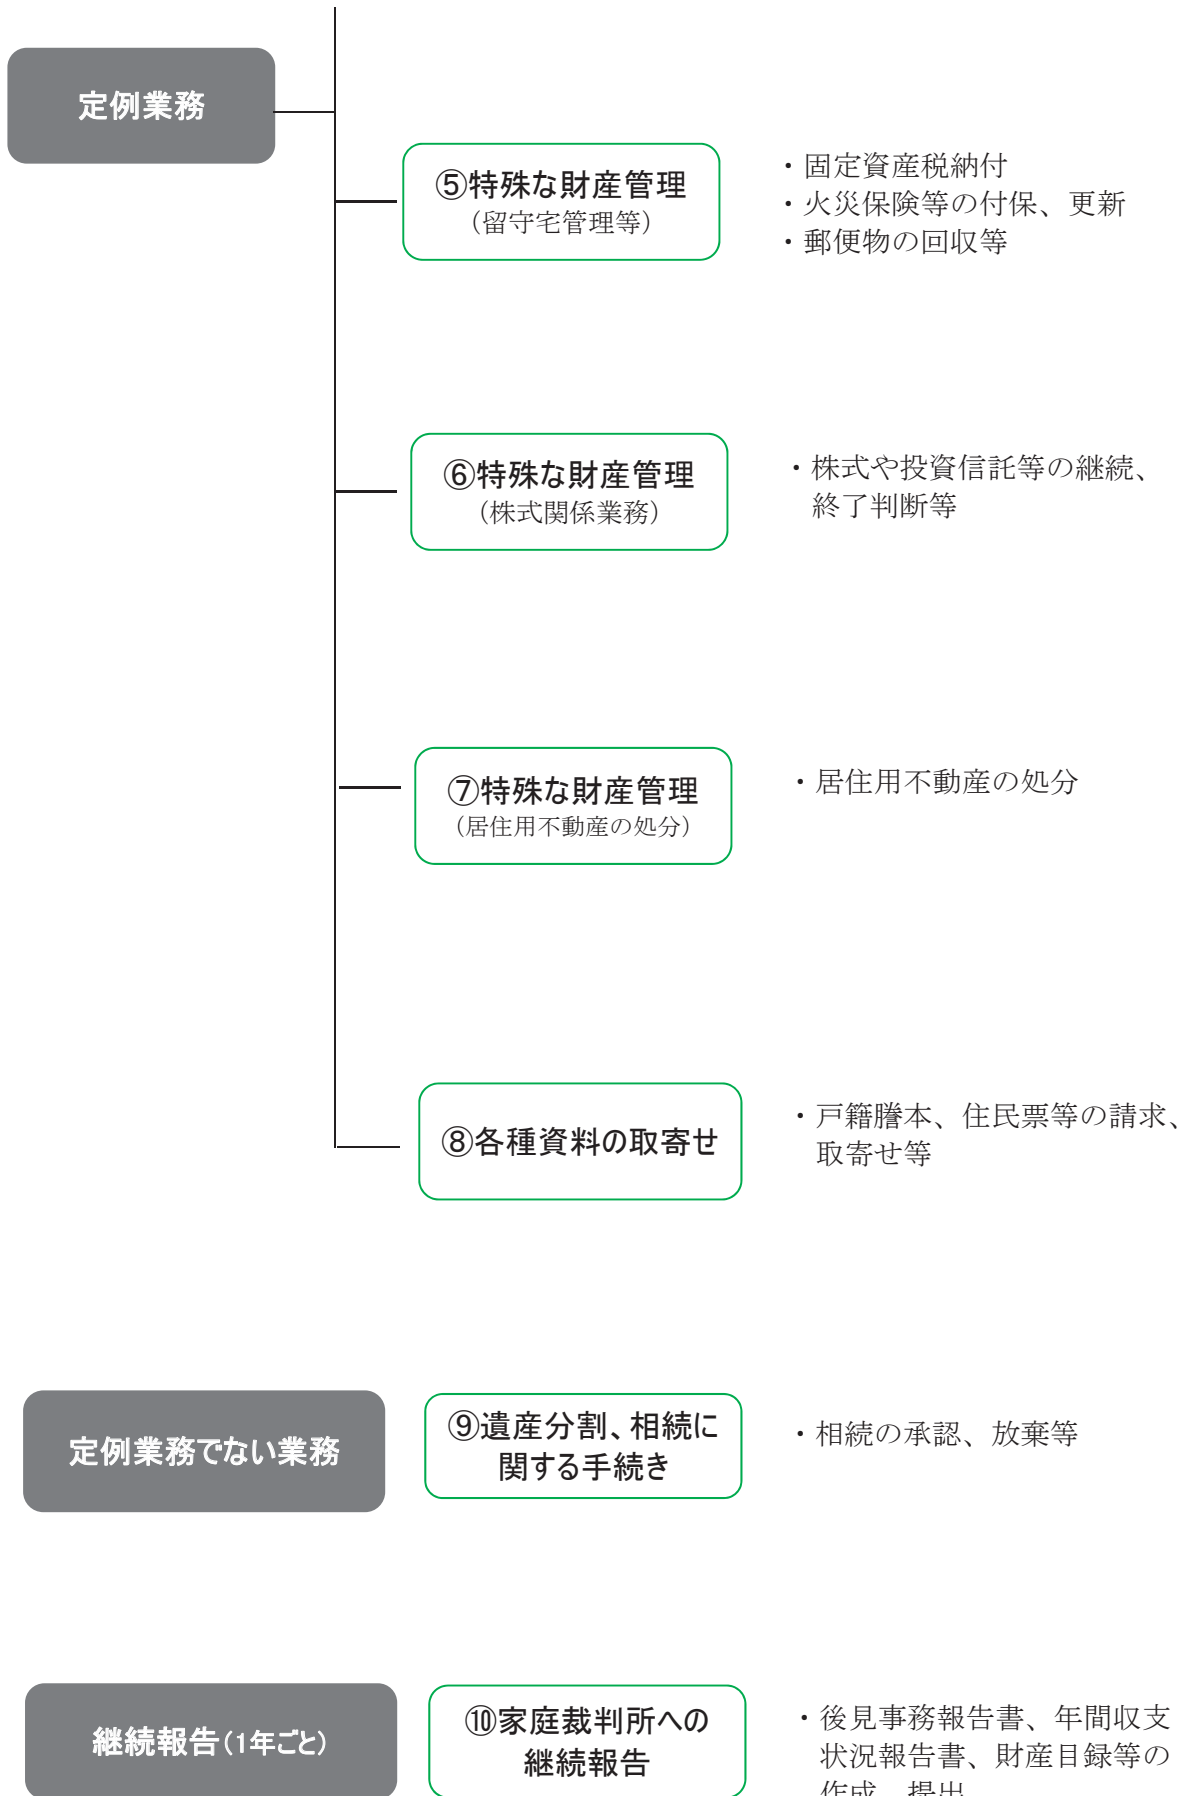 定例業務
⑤特殊な財産管理
（留守宅管理等）
・固定資産税納付
・火災保険等の付保、更新
・郵便物の回収等
⑥特殊な財産管理
（株式関係業務）
・株式や投資信託等の継続、
終了判断等
⑦特殊な財産管理
（居住用不動産の処分）
・居住用不動産の処分
⑧各種資料の取寄せ
・戸籍謄本、住民票等の請求、
取寄せ等
定例業務でない業務
⑨遺産分割、相続に
関する手続き
・相続の承認、放棄等
継続報告（1年ごと）
⑩家庭裁判所への
継続報告
・後見事務報告書、年間収支
状況報告書、財産目録等の
作成、提出